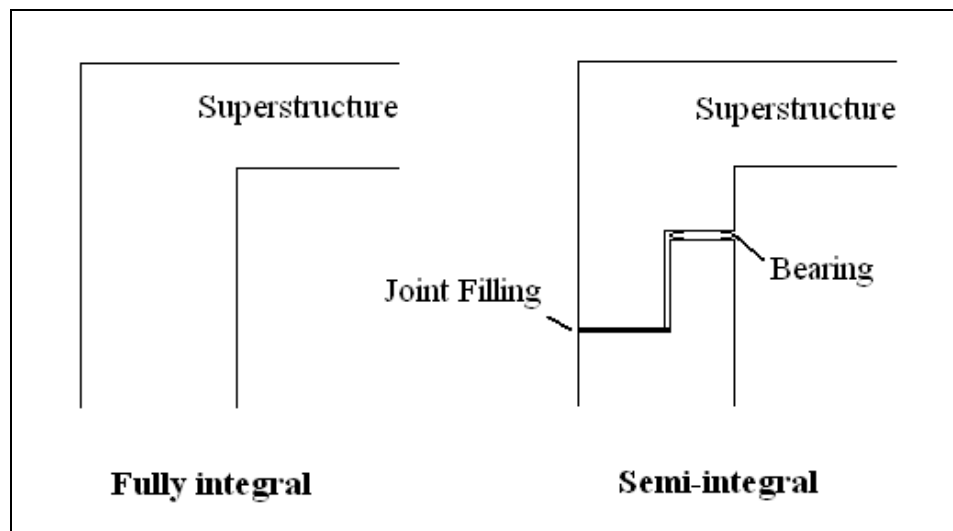 Superstructure
Superstructure
Bearing
Joint Filling
Fully integral
Semi-integral